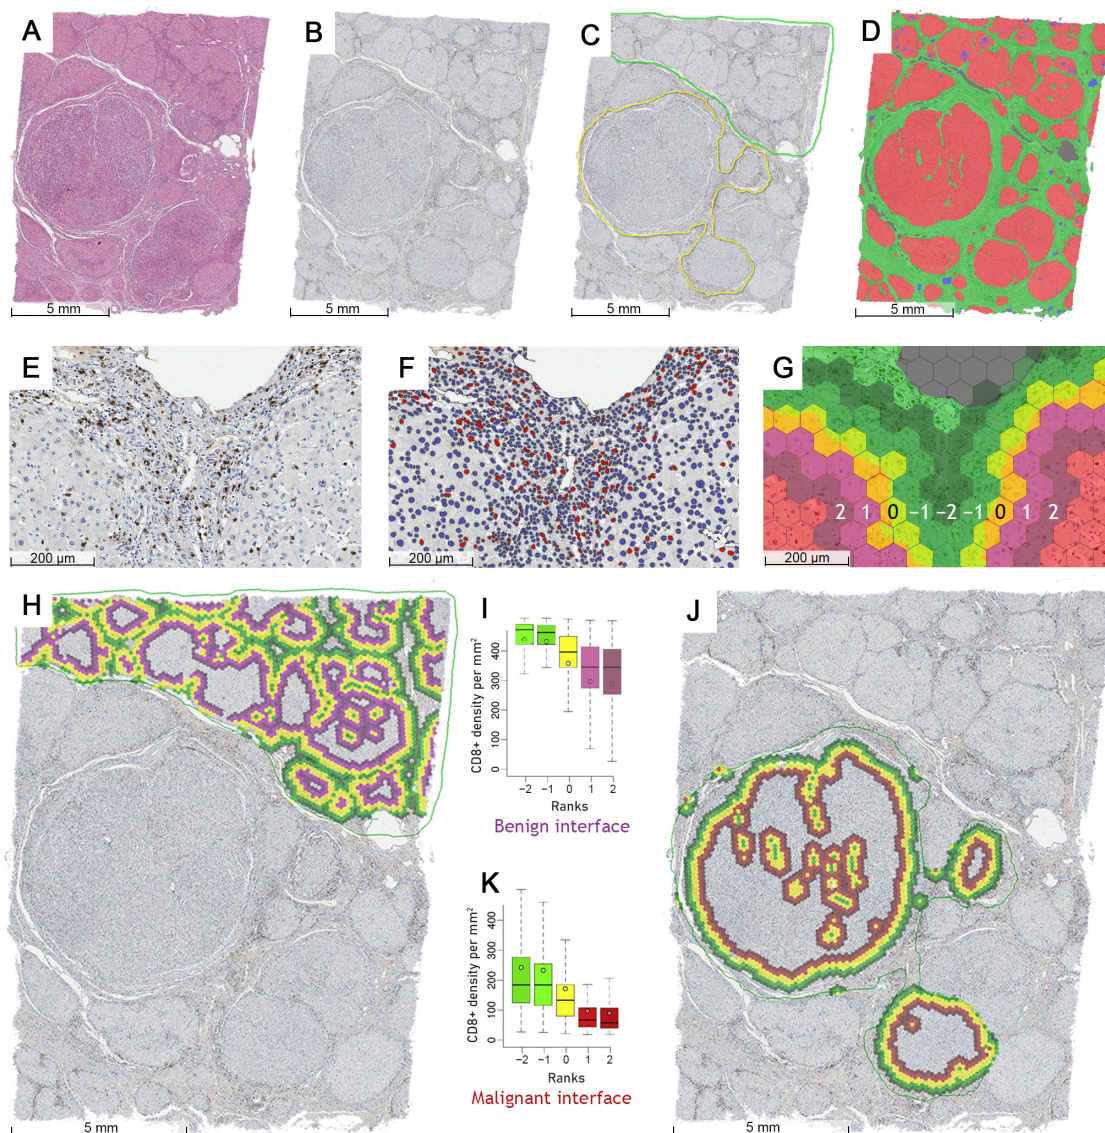 A
B
C
D
5 mm
5 mm
5 mm
5 mm
E
F
G
2 1 0 −1 −2 −1 0 1 2
200 µm
200 µm
200 µm
H
I
J
CD8+ density per mm²
400
300
200
100
0
−2 −1 0 1 2
Ranks
Benign interface
K
CD8+ density per mm²
400
300
200
100
0
−2 −1 0 1 2
Ranks
Malignant interface
5 mm
5 mm